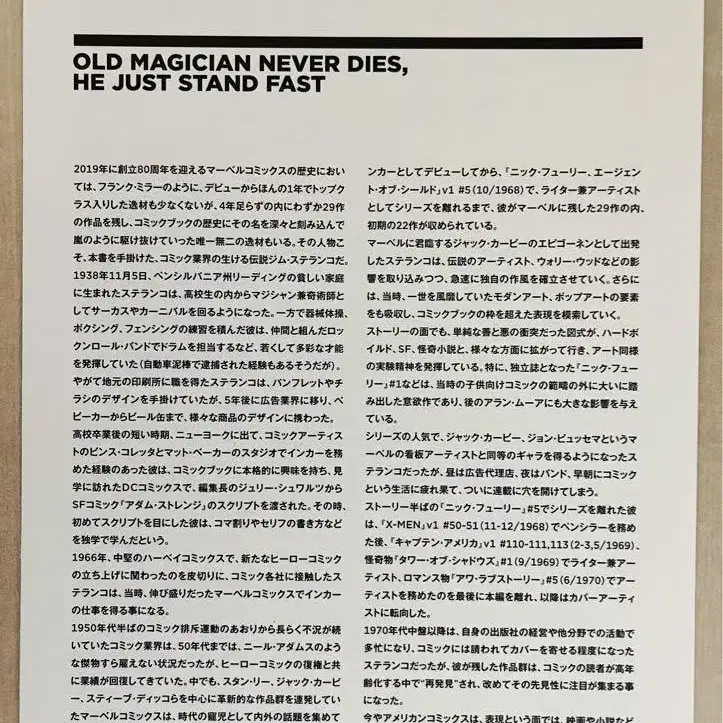 OLD MAGICIAN NEVER DIES,
HE JUST STAND FAST
2019年に創立80周年を迎えるマーベルコミックスの歴史におい
ては、フランク・ミラーのように、デビューからほんの1年でトップク
ラス入りした逸材も少なくないが、4年足らずの内にわずか29作
の作品を残し、コミックブックの歴史にその名を深々と刻み込んで
嵐のように駆け抜けていった唯一無二の逸材もいる。その人物こ
そ、本書を手掛けた、コミック業界の生ける伝説ジム・ステランコだ。
1938年11月5日、ペンシルバニア州リーディングの貧しい家庭
に生まれたステランコは、高校生の内からマジシャン兼奇術師と
してサーカスやカーニバルを回るようになった。一方で器械体操、
ボクシング、フェンシングの練習を積んだ彼は、仲間と組んだロッ
クンロール・バンドでドラムを担当するなど、若くして多彩な才能
を発揮していた（自動車泥棒で逮捕された経験もあるそうだが）。
やがて地元の印刷所に職を得たステランコは、パンフレットやチ
ラシのデザインを手掛けていたが、5年後に広告業界に移り、ベ
ビーカーからビール缶まで、様々な商品のデザインに携わった。
高校卒業後の短い時期、ニューヨークに出て、コミックアーティス
トのビンス・コレッタとマット・ベーカーのスタジオでインカーを務
めた経験のあった彼は、コミックブックに本格的に興味を持ち、見
学に訪れたDCコミックスで、編集長のジュリー・シュワルツから
SFコミック『アダム・ストレンジ』のスクリプトを渡された。その時、
初めてスクリプトを目にした彼は、コマ割りやセリフの書き方など
を独学で学んだという。
1966年、中堅のハーベイコミックスで、新たなヒーローコミック
の立ち上げに関わったのを皮切りに、コミック各社に接触したス
テランコは、当時、伸び盛りだったマーベルコミックスでインカー
の仕事を得る事になる。
1950年代半ばのコミック排斥運動のあおりから長らく不況が続
いていたコミック業界は、50年代までは、ニール・アダムスのよう
な傑物すら雇えない状況だったが、ヒーローコミックの復権と共
に業績が回復してきていた。中でも、スタン・リー、ジャック・カービ
ー、スティーブ・ディッコらを中心に革新的な作品群を連発してい
たマーベルコミックスは、時代の寵児として内外の話題を集めて
ンカーとしてデビューしてから、『ニック・フューリー、エージェン
ト・オブ・シールド』v1 #5（10/1968）で、ライター兼アーティスト
としてシリーズを離れるまで、彼がマーベルに残した29作の内、
初期の22作が収められている。
マーベルに君臨するジャック・カービーのエピゴーネンとして出発
したステランコは、伝説のアーティスト、ウォリー・ウッドなどの影
響を取り込みつつ、急速に独自の作風を確立させていく。さらに
は、当時、一世を風靡していたモダンアート、ポップアートの要素
をも吸収し、コミックブックの枠を超えた表現を模索していく。
ストーリーの面でも、単純な善と悪の衝突だった図式が、ハードボ
イルド、SF、怪奇小説と、様々な方面に拡がって行き、アート同様
の実験精神を発揮している。特に、独立誌となった『ニック・フュー
リー』#1などは、当時の子供向けコミックの範疇の外に大いに踏
み出した意欲作であり、後のアラン・ムーアにも大きな影響を与え
ている。
シリーズの人気で、ジャック・カービー、ジョン・ビュッセマというマ
ーベルの看板アーティストと同等のギャラを得るようになったス
テランコだったが、昼は広告代理店、夜はバンド、早朝にコミック
という生活に疲れ果て、ついに連載に穴を開けてしまう。
ストーリー半ばの『ニック・フューリー』#5でシリーズを離れた彼
は、『X-MEN』v1 #50-51（11-12/1968）でペンシラーを務め
た後、『キャプテン・アメリカ』v1 #110-111,113（2-3,5/1969）、
怪奇物『タワー・オブ・シャドウズ』#1（9/1969）でライター兼アー
ティスト、ロマンス物『アワ・ラブストーリー』#5（6/1970）でアー
ティストを務めたのを最後に本編を離れ、以降はカバーアーティ
ストに転向した。
1970年代中盤以降は、自身の出版社の経営や他分野での活動で
多忙になり、コミックには請われてカバーを寄せる程度になった
ステランコだったが、彼が残した作品群は、コミックの読者が高年
齢化する中で“再発見”され、改めてその先見性に注目が集まる事
になった。
今やアメリカンコミックスは、表現という面では、映画や小説など